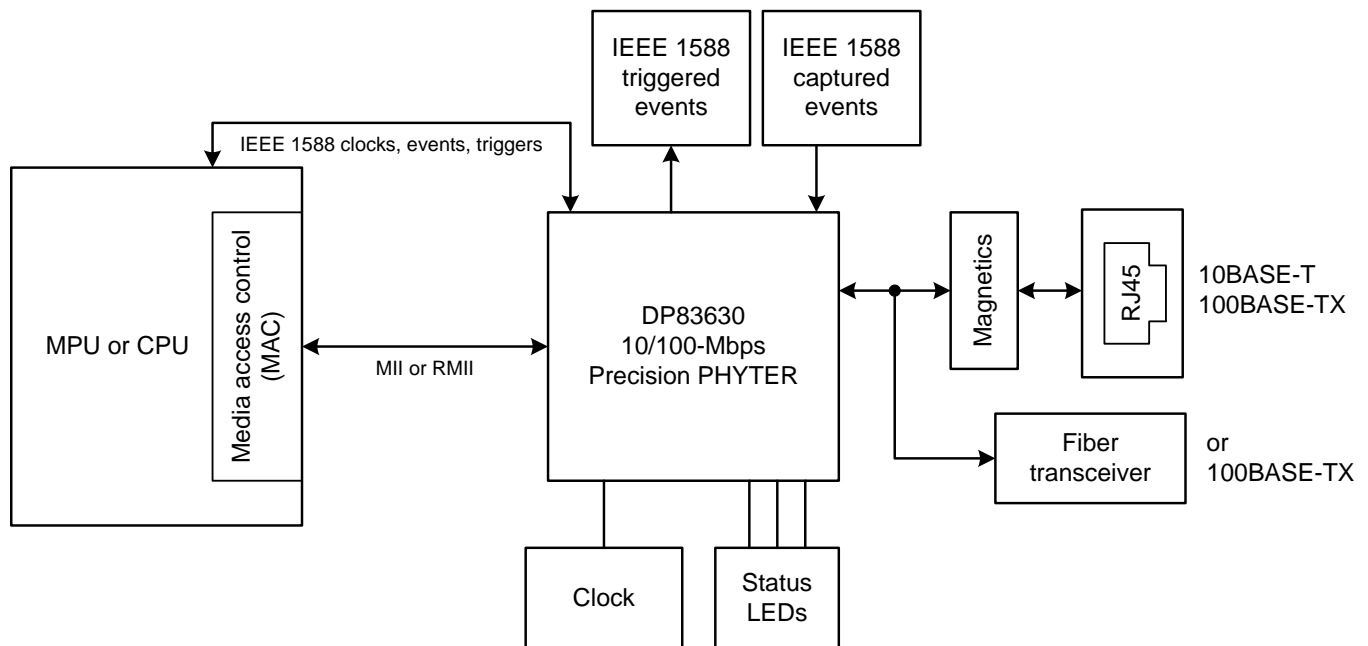 IEEE 1588
triggered
events
IEEE 1588
captured
events
IEEE 1588 clocks, events, triggers
MPU or CPU
Media access control
(MAC)
MII or RMII
DP83630
10/100-Mbps
Precision PHYTER
Magnetics
RJ45
10BASE-T
100BASE-TX
Fiber
transceiver
or
100BASE-TX
Clock
Status
LEDs